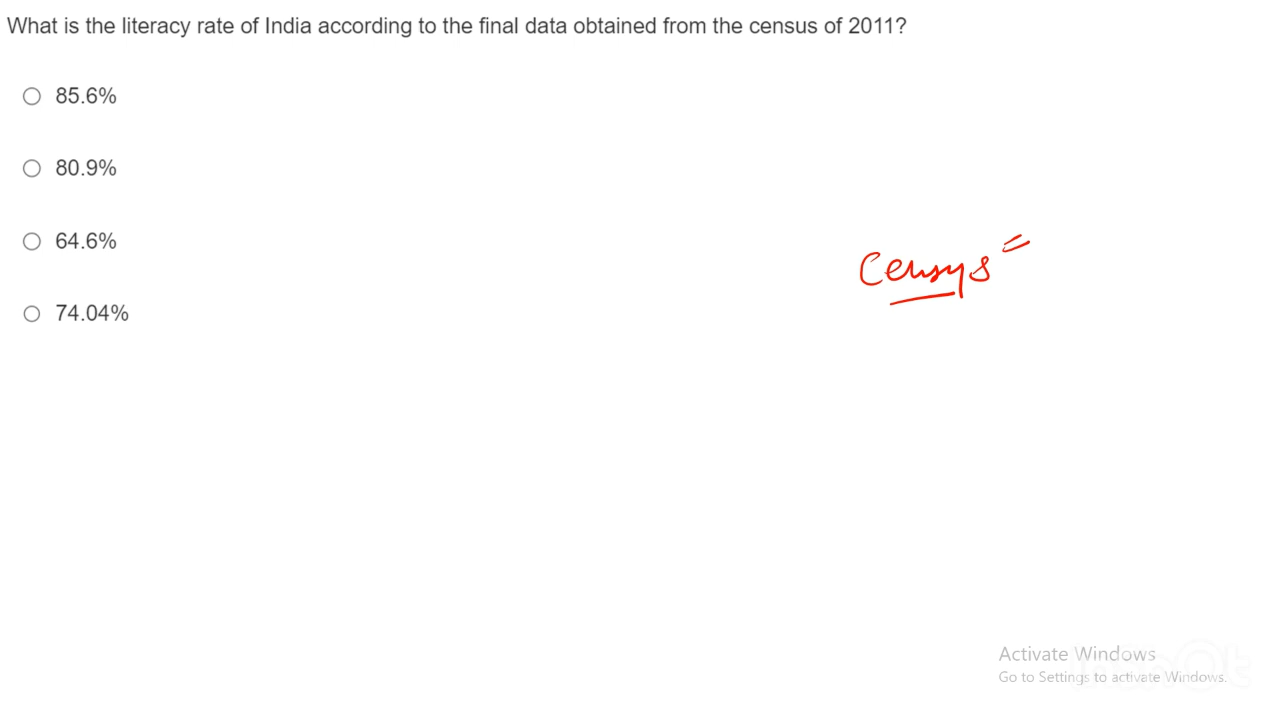 What is the literacy rate of India according to the final data obtained from the census of 2011?
85.6%
80.9%
64.6%
74.04%
Censys
Activate Windows
Go to Settings to activate Windows.